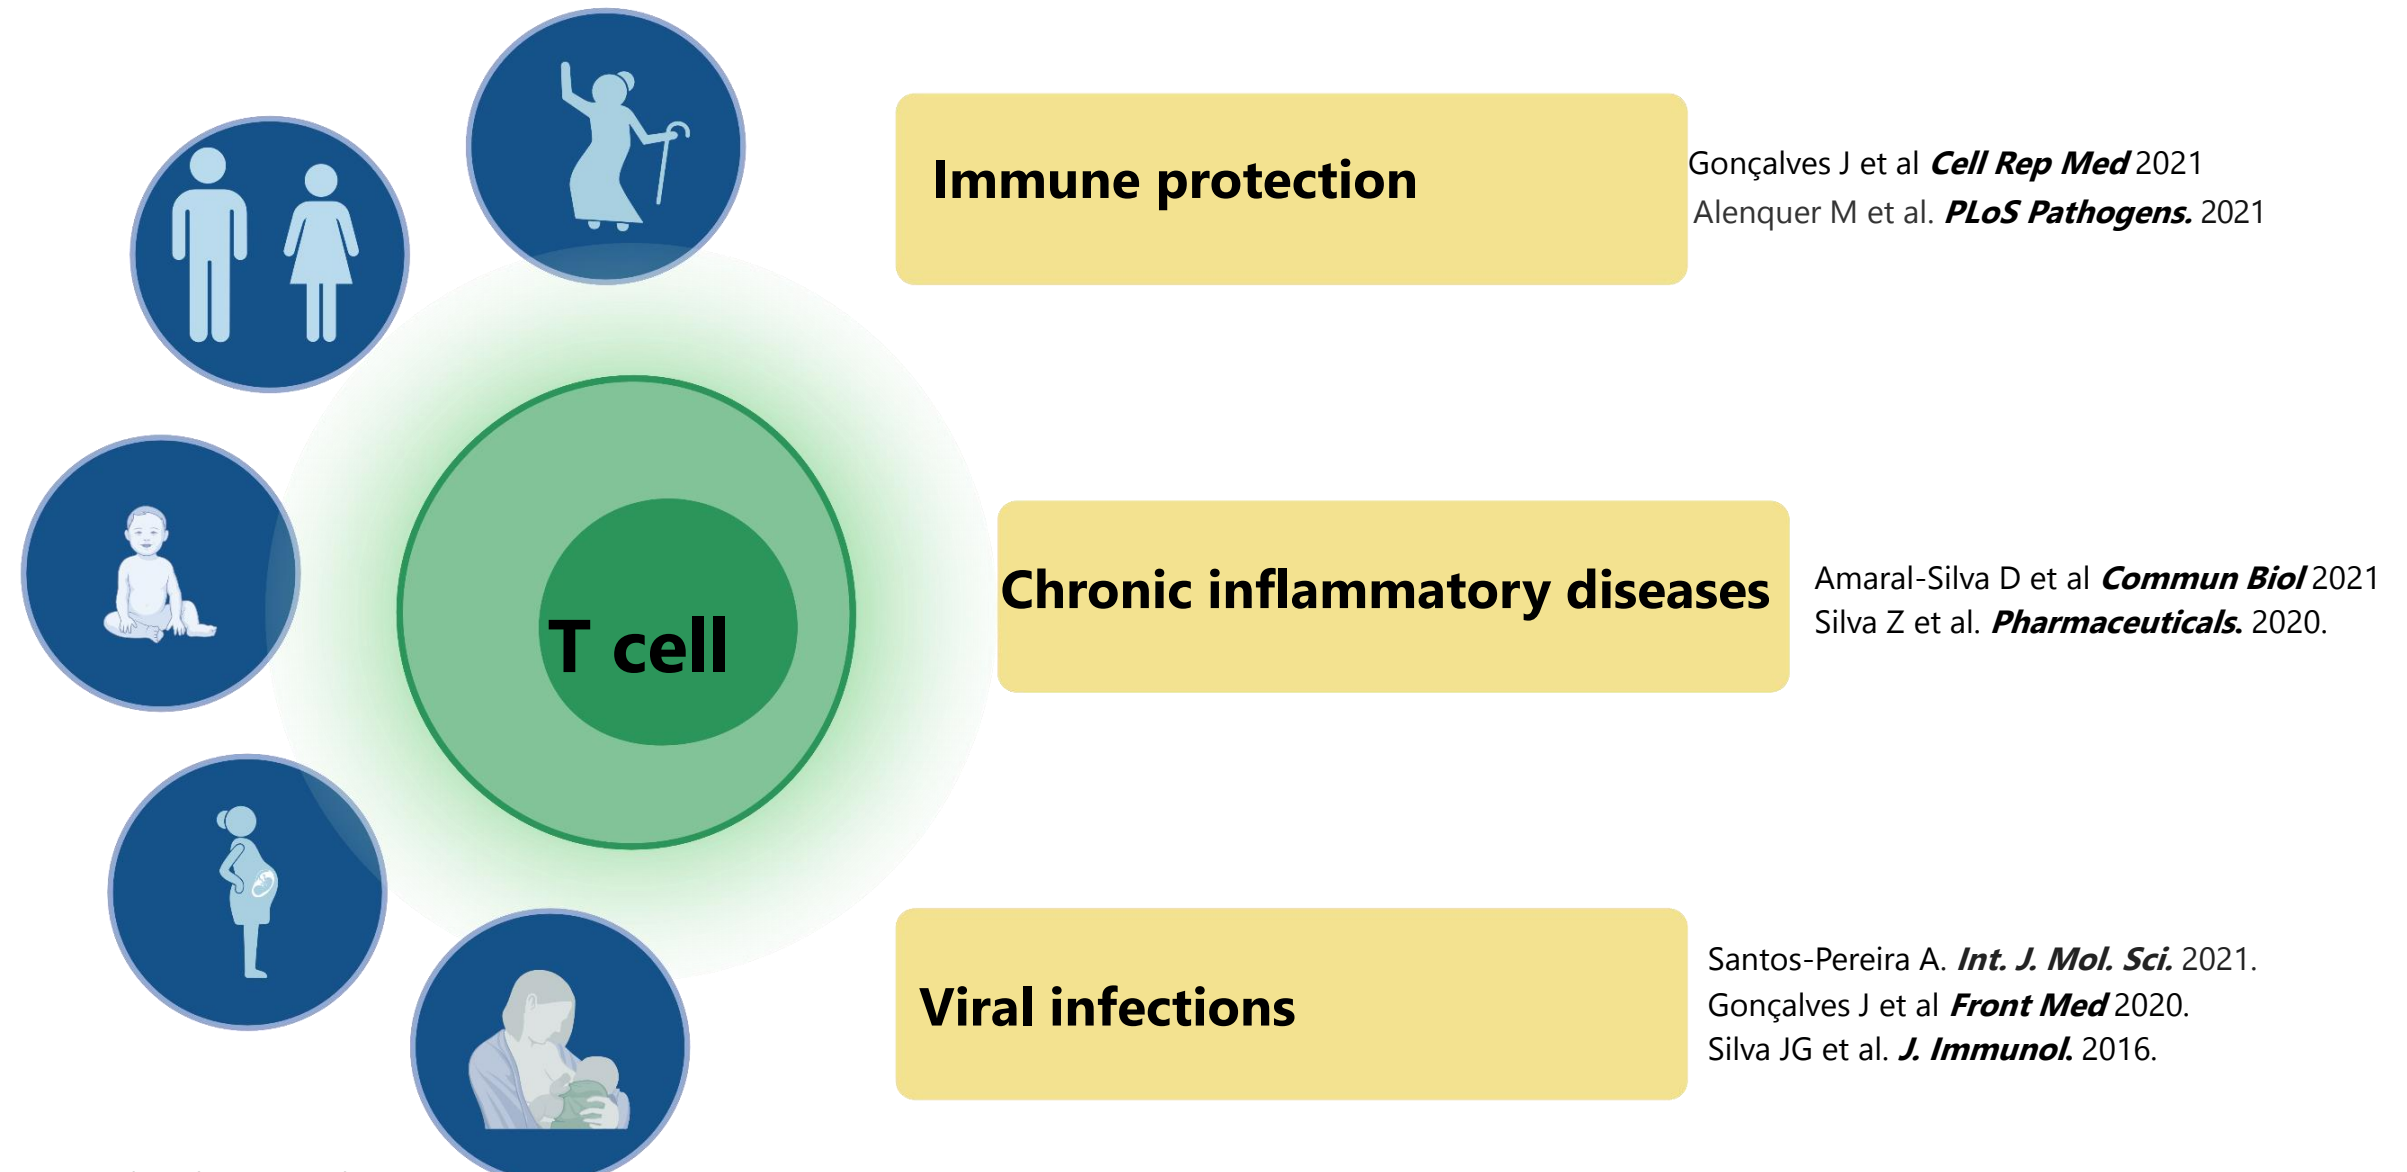 Immune protection
Gonçalves J et al Cell Rep Med 2021
Alenquer M et al. PLoS Pathogens. 2021
T cell
Chronic inflammatory diseases
Amaral-Silva D et al Commun Biol 2021
Silva Z et al. Pharmaceuticals. 2020.
Viral infections
Santos-Pereira A. Int. J. Mol. Sci. 2021.
Gonçalves J et al Front Med 2020.
Silva JG et al. J. Immunol. 2016.